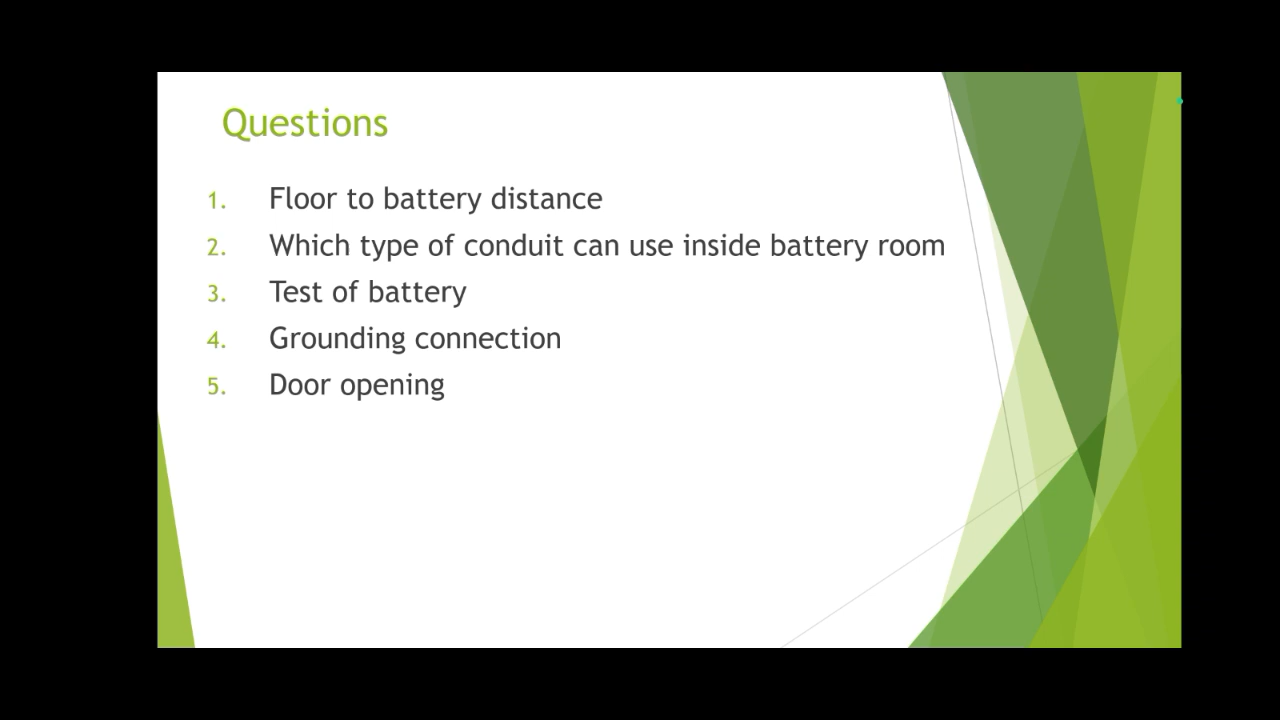 Questions
1. Floor to battery distance
2. Which type of conduit can use inside battery room
3. Test of battery
4. Grounding connection
5. Door opening